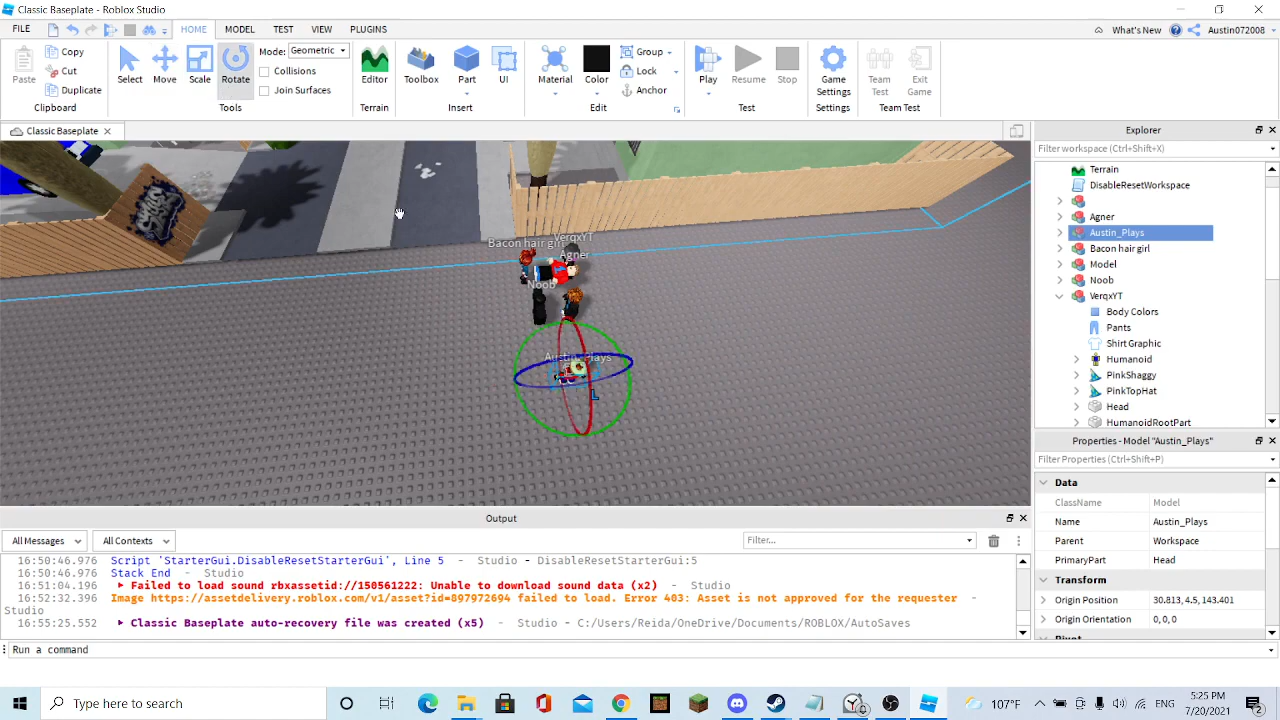 Classic Baseplate - Roblox Studio
FILE HOME MODEL TEST VIEW PLUGINS What's New Austin072008
Paste Copy Cut Duplicate Clipboard
Select Move Scale Rotate Mode: Geometric Collisions Join Surfaces Tools
Editor Terrain
Toolbox Part UI Insert
Material Color Group Lock Anchor Edit
Play Resume Stop Test
Game Settings Settings
Team Test Exit Game Team Test
Classic Baseplate
Bacon hair girl
VerqxYT
Agner
Noob
Austin_Plays
L
Explorer
Filter workspace (Ctrl+Shift+X)
Terrain
DisableResetWorkspace
Agner
Austin_Plays
Bacon hair girl
Model
Noob
VerqxYT
Body Colors
Pants
Shirt Graphic
Humanoid
PinkShaggy
PinkTopHat
Head
HumanoidRootPart
Properties - Model "Austin_Plays"
Filter Properties (Ctrl+Shift+P)
Data
ClassName Model
Name Austin_Plays
Parent Workspace
PrimaryPart Head
Transform
Origin Position 30.813, 4.5, 143.401
Origin Orientation 0, 0, 0
Pivot
Output
All Messages All Contexts Filter...
16:50:46.976 Script 'StarterGui.DisableResetStarterGui', Line 5 - Studio - DisableResetStarterGui:5
16:50:46.976 Stack End - Studio
16:51:04.196 Failed to load sound rbxassetid://150561222: Unable to download sound data (x2) - Studio
16:52:32.396 Image https://assetdelivery.roblox.com/v1/asset?id=897972694 failed to load. Error 403: Asset is not approved for the requester -
Studio
16:55:25.552 Classic Baseplate auto-recovery file was created (x5) - Studio - C:/Users/Reida/OneDrive/Documents/ROBLOX/AutoSaves
Run a command
Type here to search
107°F ENG 5:25 PM
7/20/2021 2